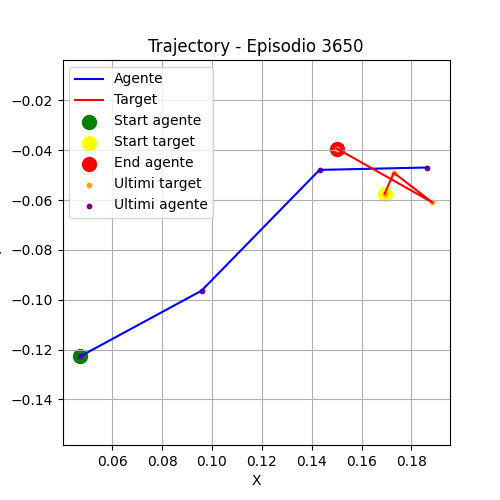 Trajectory - Episodio 3650
Agente
Target
Start agente
Start target
End agente
Ultimi target
Ultimi agente
−0.02
−0.04
−0.06
−0.08
−0.10
−0.12
−0.14
0.06
0.08
0.10
0.12
0.14
0.16
0.18
X